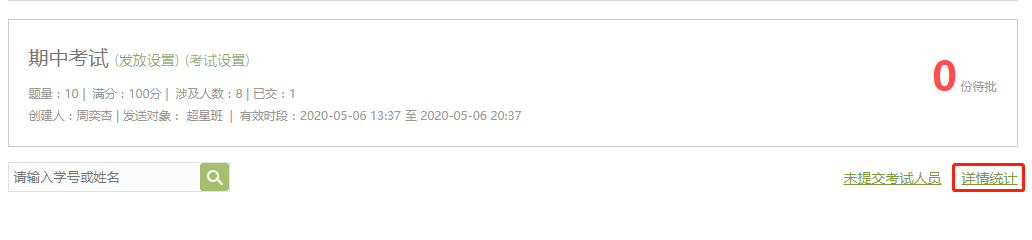 期中考试 (发放设置) (考试设置)
题量：10 | 满分：100分 | 涉及人数：8 | 已交：1
创建人：周奕杏 | 发送对象： 超星班 | 有效时段：2020-05-06 13:37 至 2020-05-06 20:37
0 份待批
请输入学号或姓名
未提交考试人员 详情统计